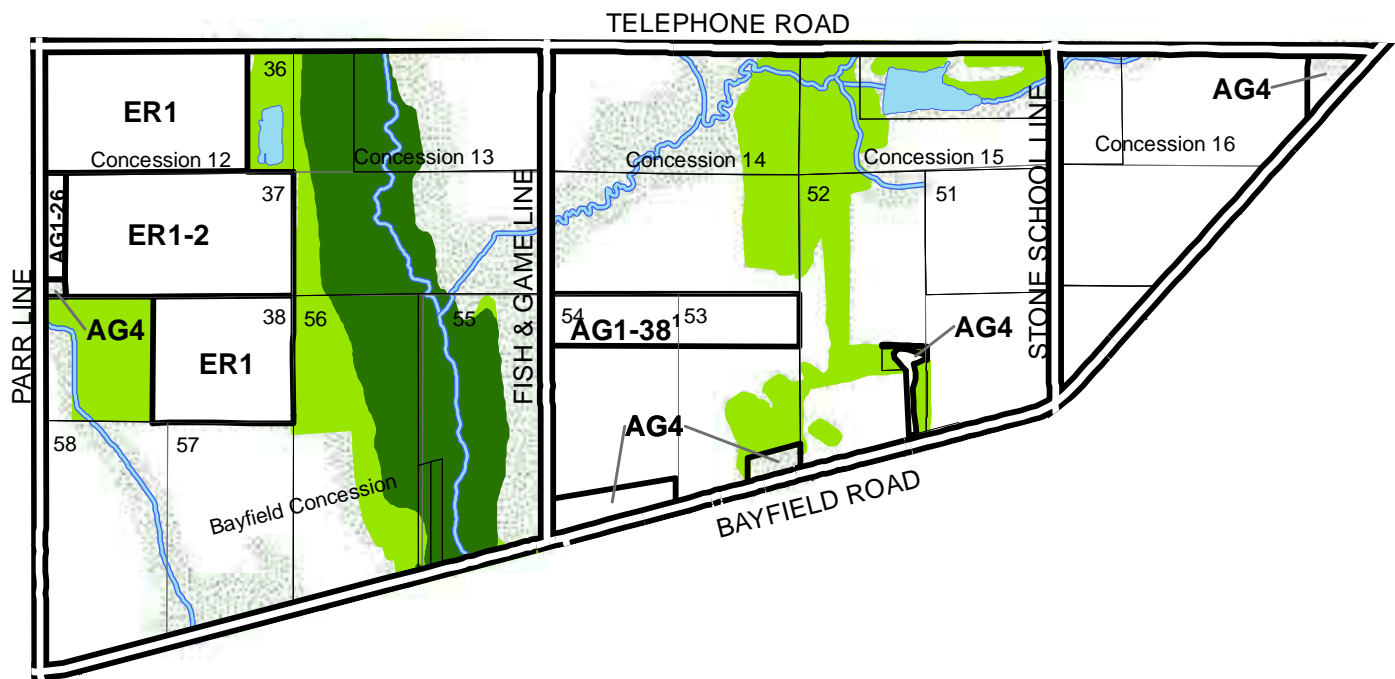 TELEPHONE ROAD
36
ER1
AG4
Concession 12
Concession 13
Concession 14
Concession 15
Concession 16
37
52
51
AG1-26
ER1-2
FISH & GAME LINE
STONE SCHOOL LINE
PARR LINE
AG4
38
56
55
54
53
AG1-38¹
AG4
ER1
58
57
AG4
Bayfield Concession
BAYFIELD ROAD